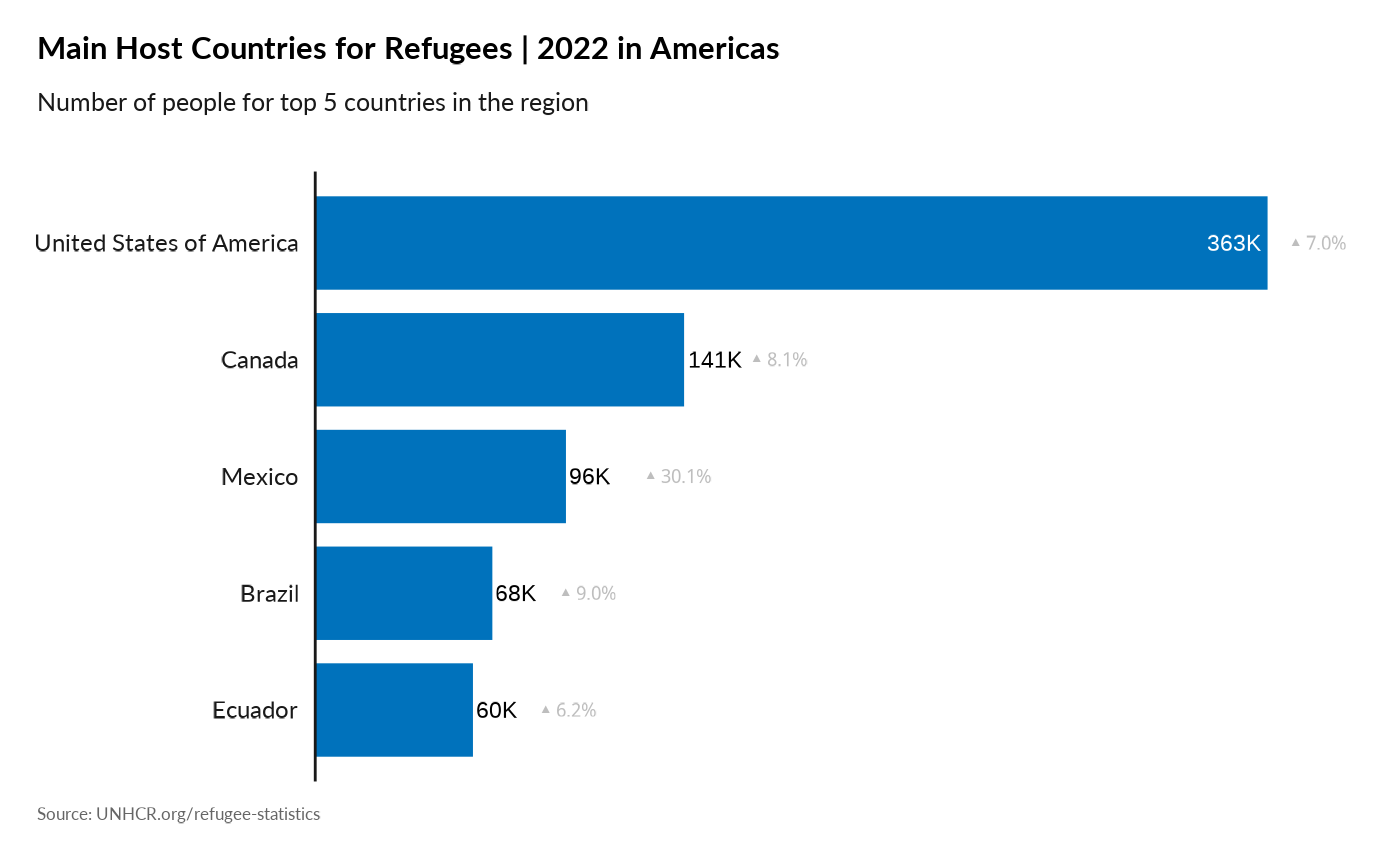 Main Host Countries for Refugees | 2022 in Americas
Number of people for top 5 countries in the region
United States of America 363K ▲ 7.0%
Canada 141K ▲ 8.1%
Mexico 96K ▲ 30.1%
Brazil 68K ▲ 9.0%
Ecuador 60K ▲ 6.2%
Source: UNHCR.org/refugee-statistics